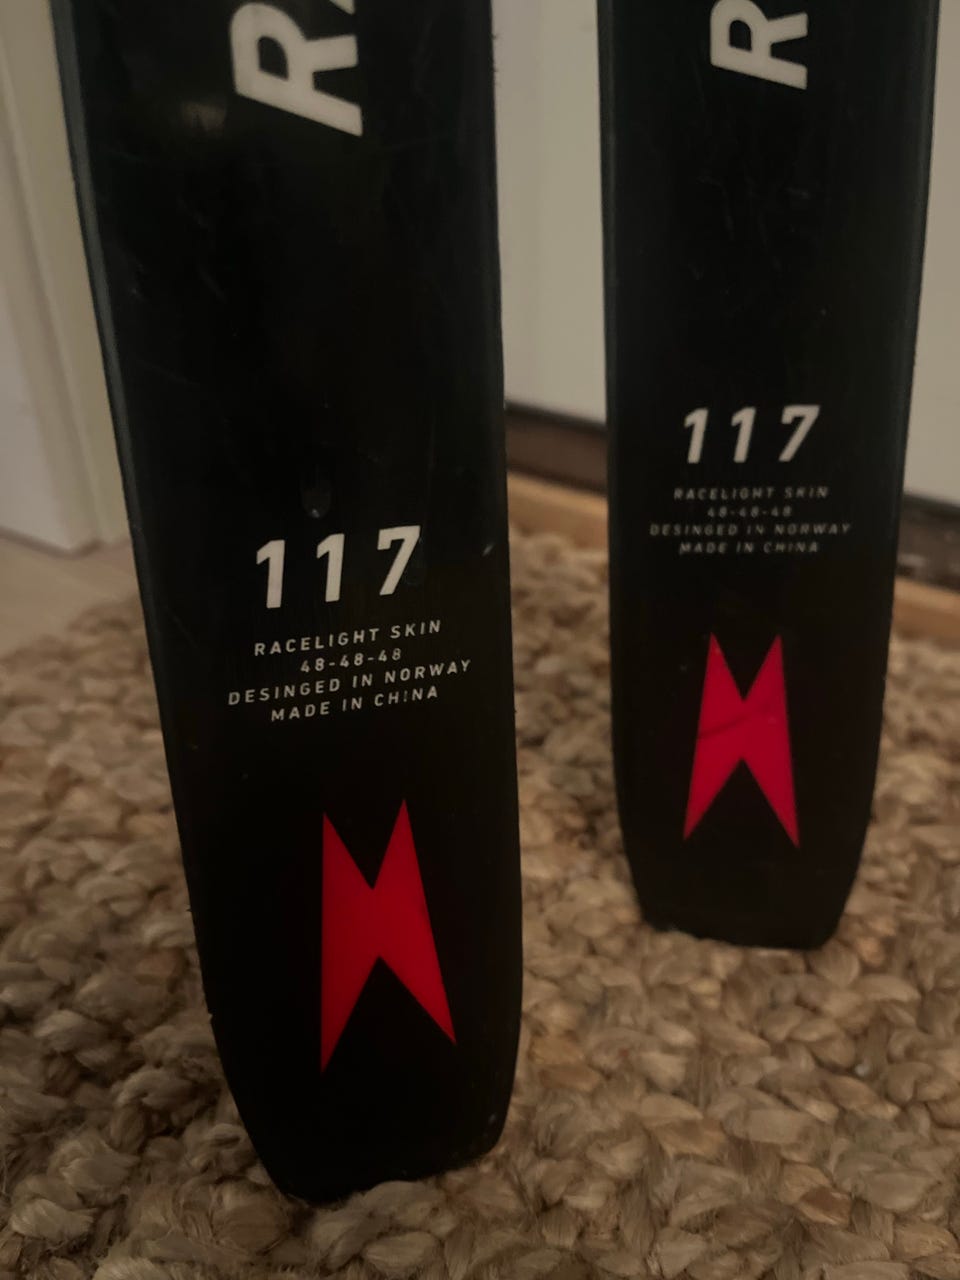 R
117
RACELIGHT SKIN
48-48-48
DESINGED IN NORWAY
MADE IN CHINA
R
117
RACELIGHT SKIN
48-48-48
DESINGED IN NORWAY
MADE IN CHINA